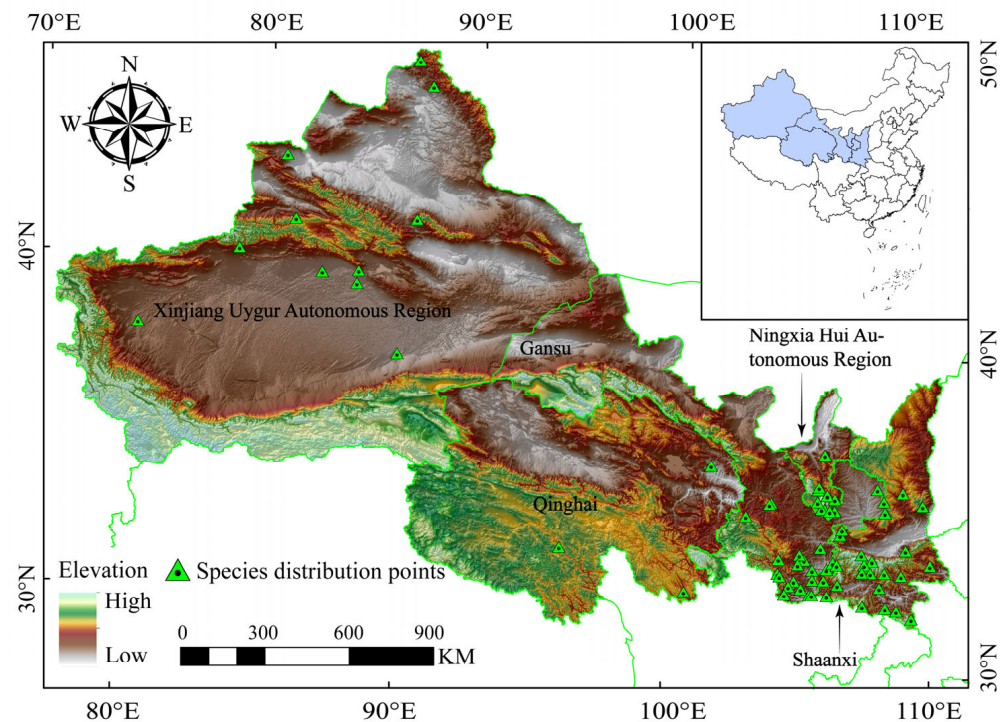 70°E 80°E 90°E 100°E 110°E
50°N
N
W E
S
40°N
Xinjiang Uygur Autonomous Region
Ningxia Hui Au-
tonomous Region
Gansu
40°N
Qinghai
Elevation
Species distribution points
High
Low
30°N
0 300 600 900
KM
Shaanxi
30°N
80°E 90°E 100°E 110°E